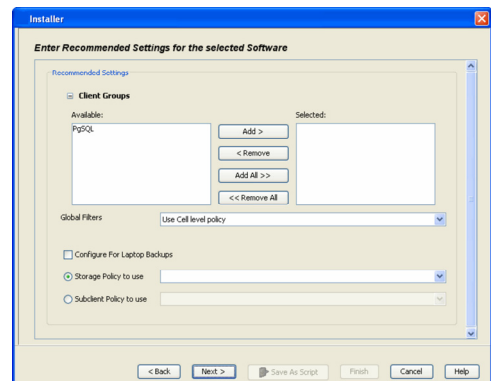 Installer
Enter Recommended Settings for the selected Software
Recommended Settings
Client Groups
Available:
Selected:
PgSQL
Add >
< Remove
Add All >>
<< Remove All
Global Filters
Use Cell level policy
Configure For Laptop Backups
Storage Policy to use
Subclient Policy to use
< Back
Next >
Save As Script
Finish
Cancel
Help